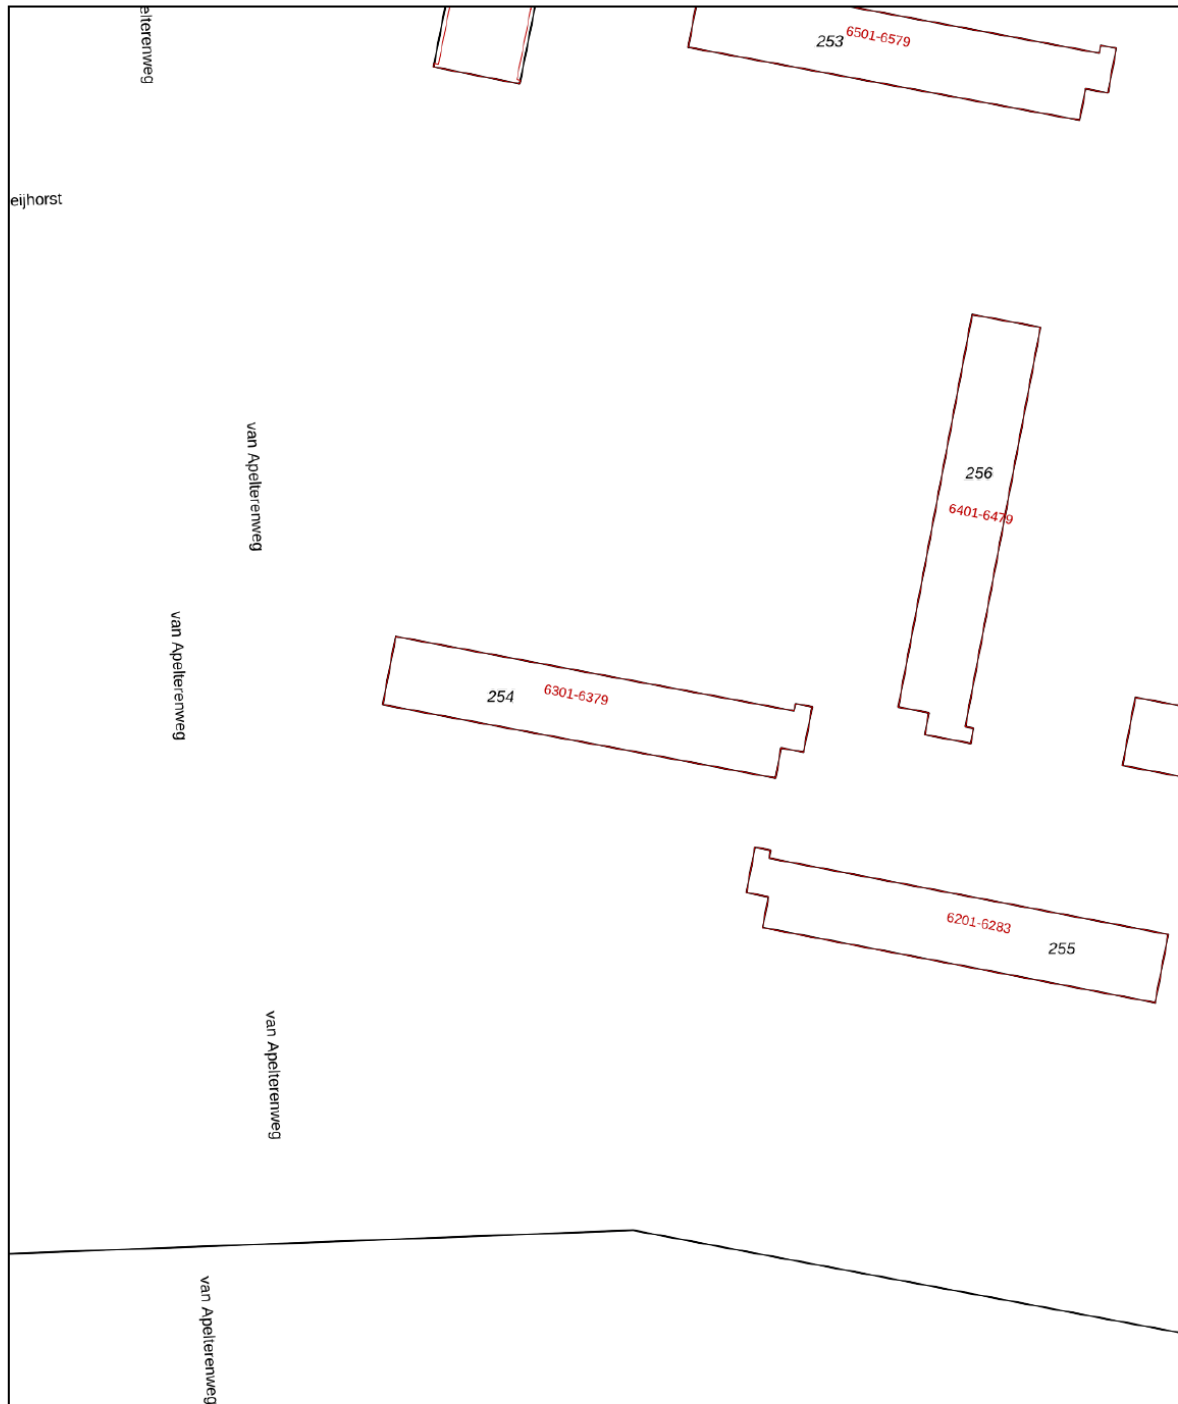 elterenweg
253
6501-6579
eijhorst
van Apelterenweg
256
6401-6479
van Apelterenweg
254
6301-6379
6201-6283
255
van Apelterenweg
van Apelterenweg